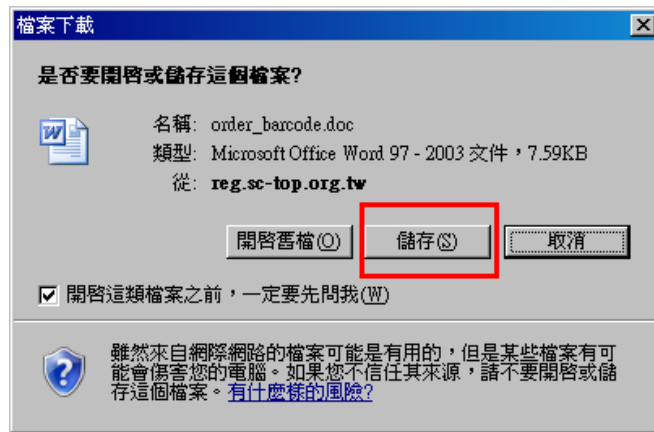 檔案下載
是否要開啓或儲存這個檔案?
名稱: order_barcode.doc
類型: Microsoft Office Word 97 - 2003 文件，7.59KB
從: reg.sc-top.org.tw
開啓舊檔(O) 儲存(S) 取消
開啓這類檔案之前，一定要先問我(W)
雖然來自網際網路的檔案可能是有用的，但是某些檔案有可
能會傷害您的電腦。如果您不信任其來源，請不要開啓或儲
存這個檔案。有什麼樣的風險?